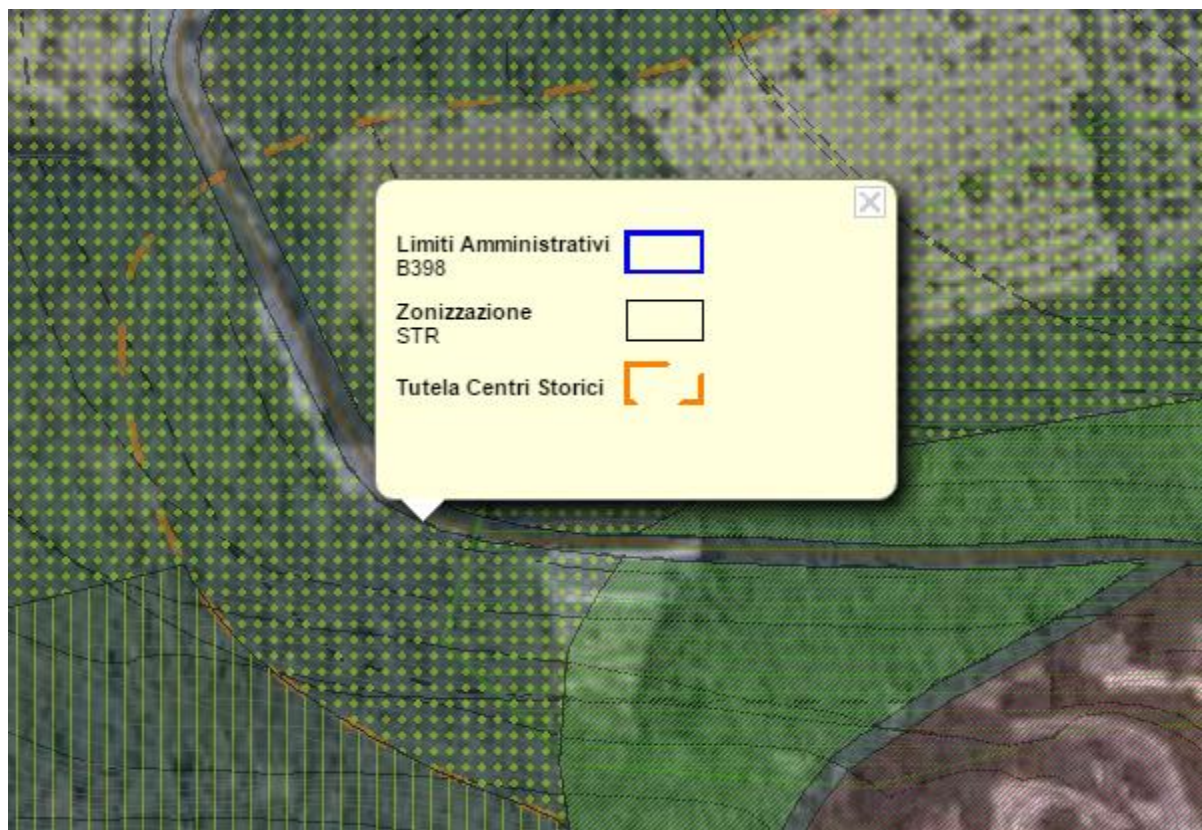 Limiti Amministrativi
B398
Zonizzazione
STR
Tutela Centri Storici